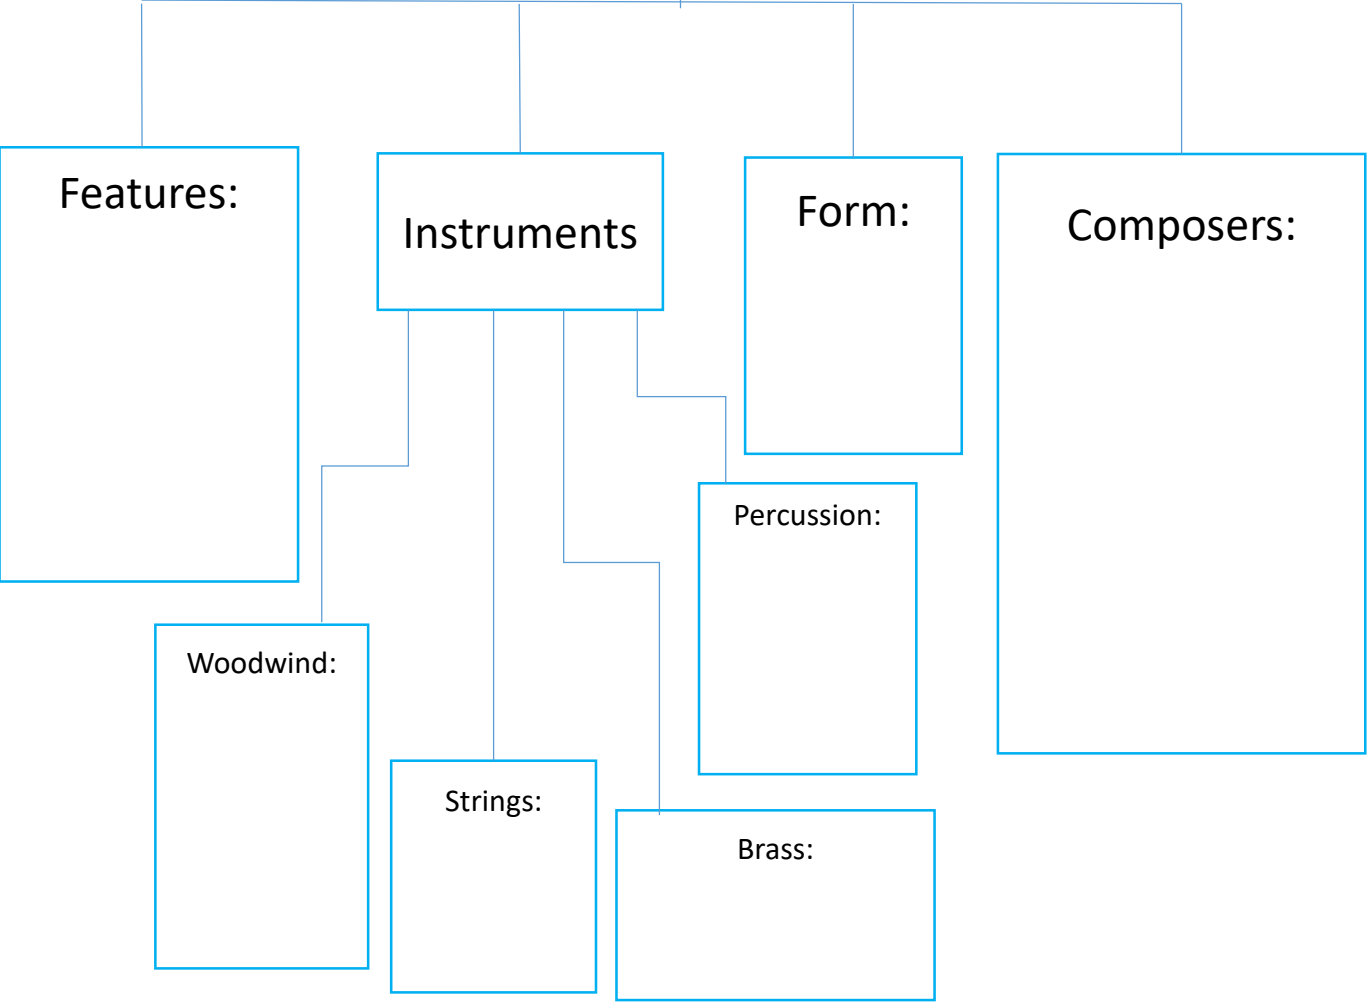 Features:
Instruments
Form:
Composers:
Percussion:
Woodwind:
Strings:
Brass: